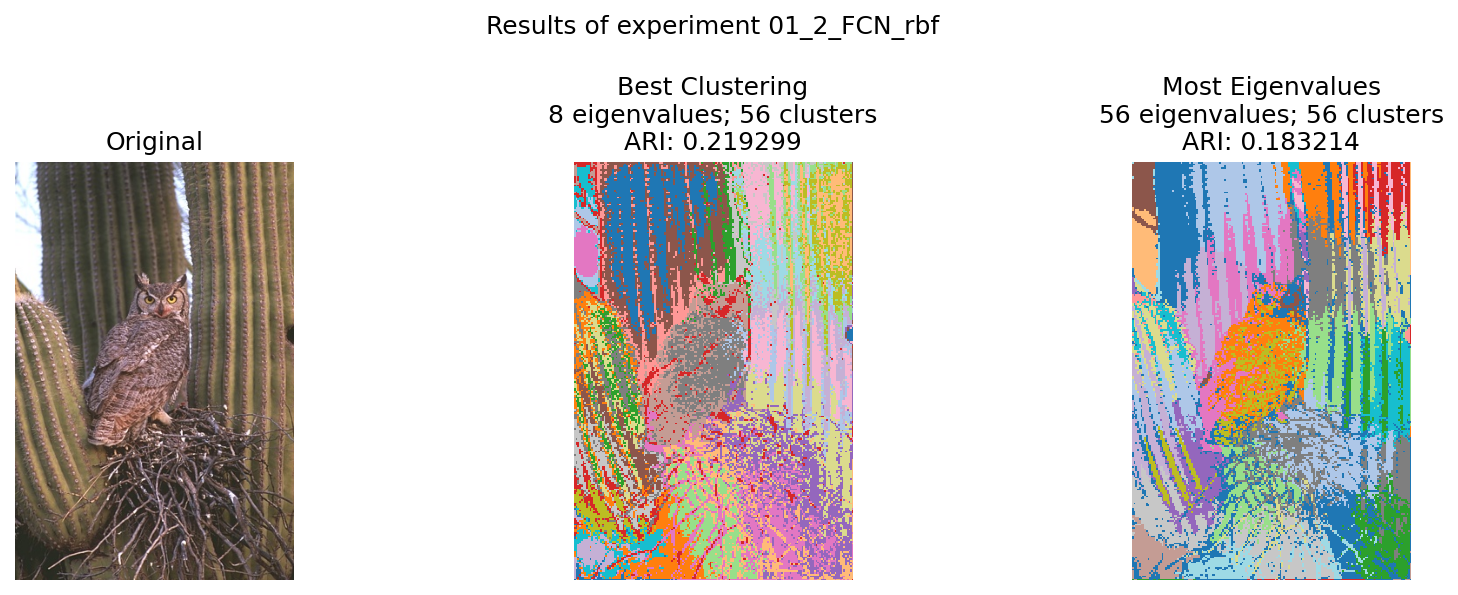 Results of experiment 01_2_FCN_rbf
Original
Best Clustering
8 eigenvalues; 56 clusters
ARI: 0.219299
Most Eigenvalues
56 eigenvalues; 56 clusters
ARI: 0.183214